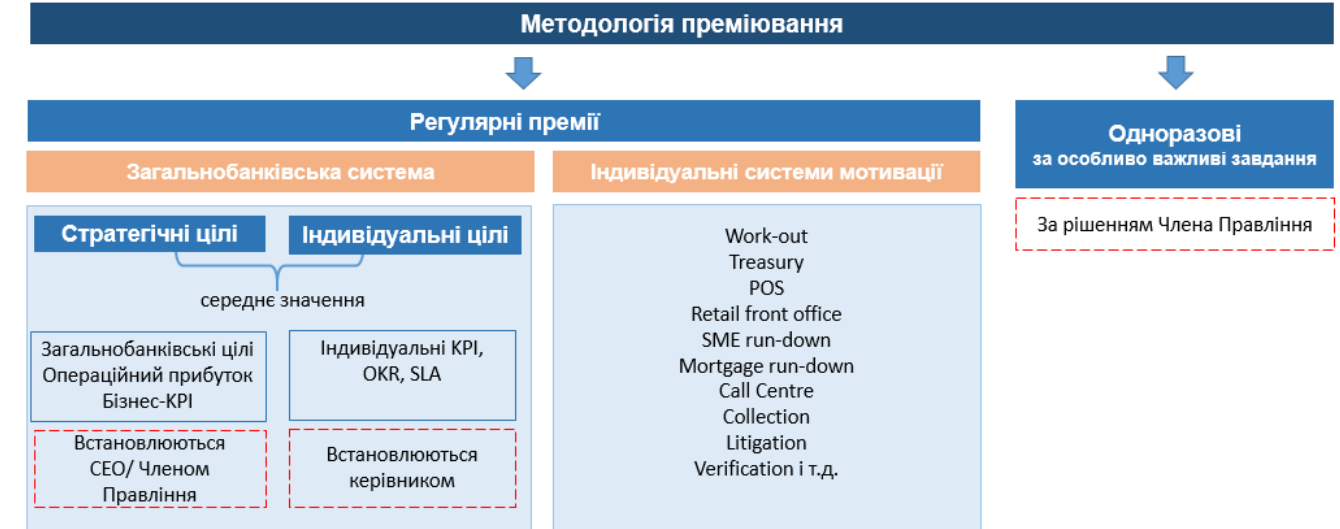 Методологія преміювання
Регулярні премії
Одноразові
за особливо важливі завдання
Загальнобанківська система
Індивідуальні системи мотивації
За рішенням Члена Правління
Стратегічні цілі
Індивідуальні цілі
середнє значення
Загальнобанківські цілі
Операційний прибуток
Бізнес-KPI
Індивідуальні KPI,
OKR, SLA
Встановлюються
CEO/ Членом
Правління
Встановлюються
керівником
Work-out
Treasury
POS
Retail front office
SME run-down
Mortgage run-down
Call Centre
Collection
Litigation
Verification і т.д.